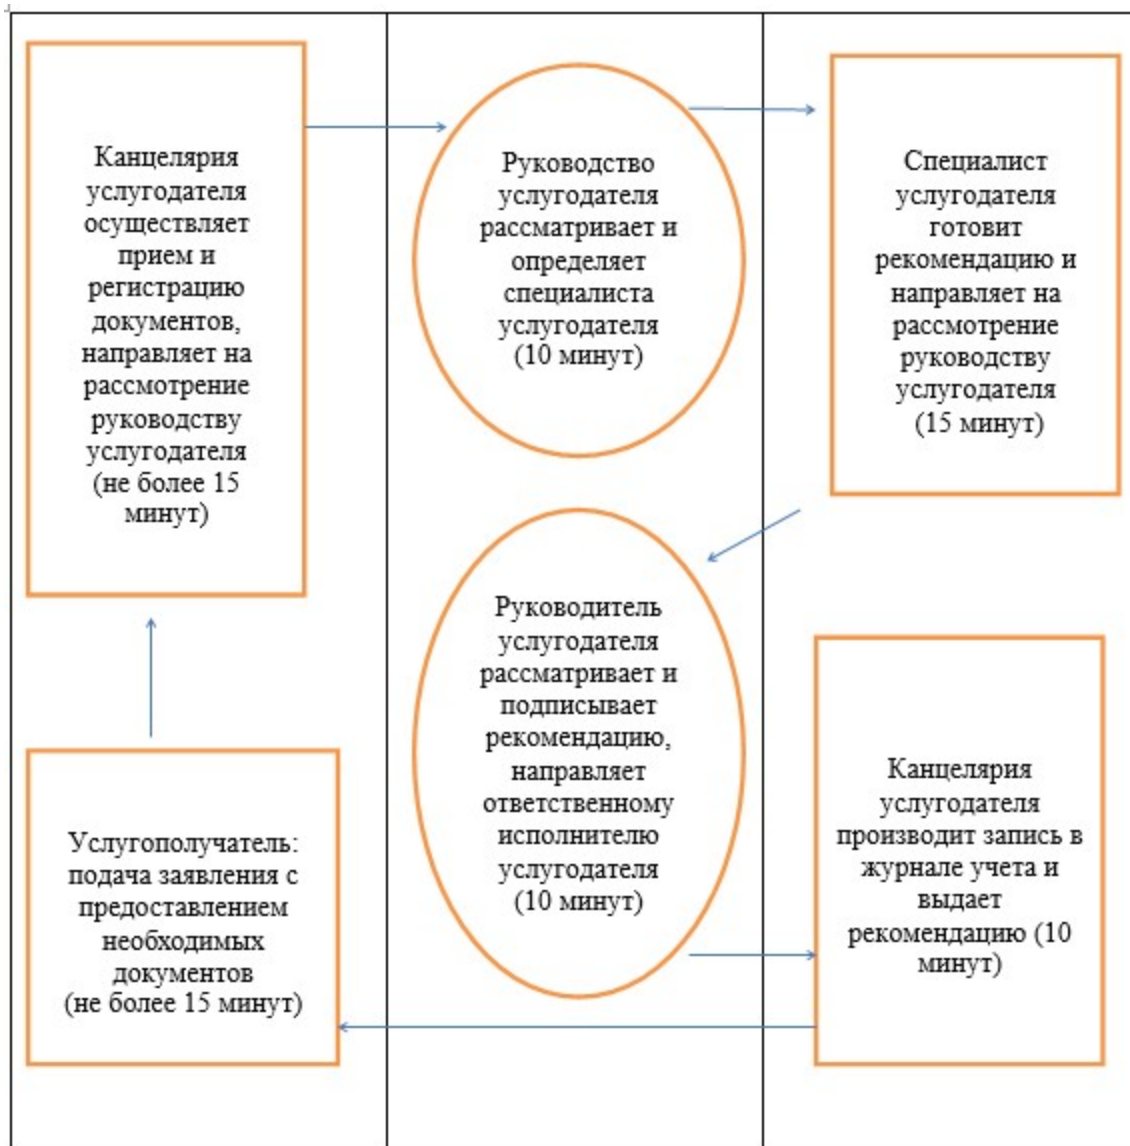 Канцелярия
услугодателя
осуществляет
прием и
регистрацию
документов,
направляет на
рассмотрение
руководству
услугодателя
(не более 15
минут)
Руководство
услугодателя
рассматривает и
определяет
специалиста
услугодателя
(10 минут)
Специалист
услугодателя
готовит
рекомендацию и
направляет на
рассмотрение
руководству
услугодателя
(15 минут)
Руководитель
услугодателя
рассматривает и
подписывает
рекомендацию,
направляет
ответственному
исполнителю
услугодателя
(10 минут)
Услугополучатель:
подача заявления с
предоставлением
необходимых
документов
(не более 15 минут)
Канцелярия
услугодателя
производит запись в
журнале учета и
выдает
рекомендацию (10
минут)